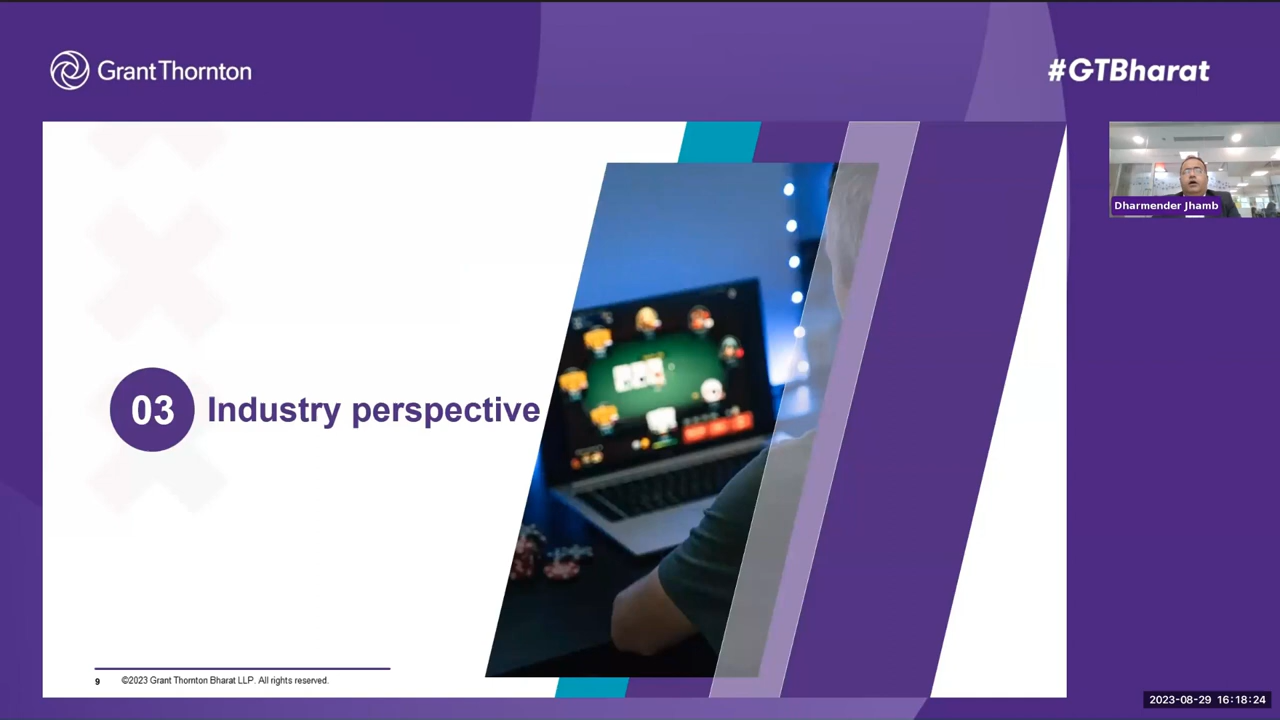 Grant Thornton
#GTBharat
Dharmender Jhamb
03 Industry perspective
9 ©2023 Grant Thornton Bharat LLP. All rights reserved.
2023-08-29 16:18:24